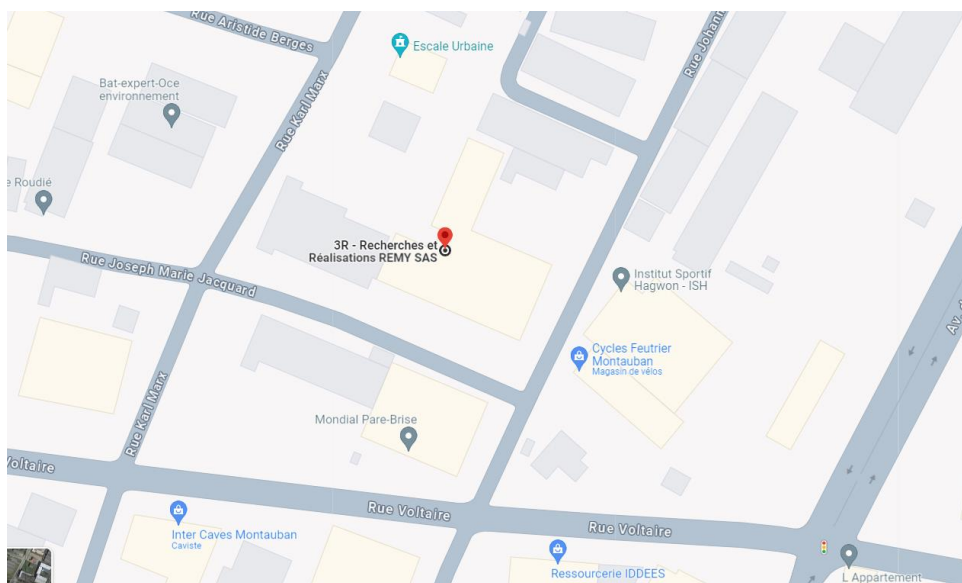 Rue Aristide Berges
Rue Karl Marx
Escale Urbaine
Rue Johann
Bat-expert-Oce
environnement
e Roudié
3R - Recherches et
Réalisations REMY SAS
Rue Joseph Marie Jacquard
Institut Sportif
Hagwon - ISH
Av.
Cycles Feutrier
Montauban
Magasin de vélos
Rue Karl Marx
Mondial Pare-Brise
Voltaire
Rue Voltaire
Rue Voltaire
Inter Caves Montauban
Caviste
Ressourcerie IDDEES
L Appartement